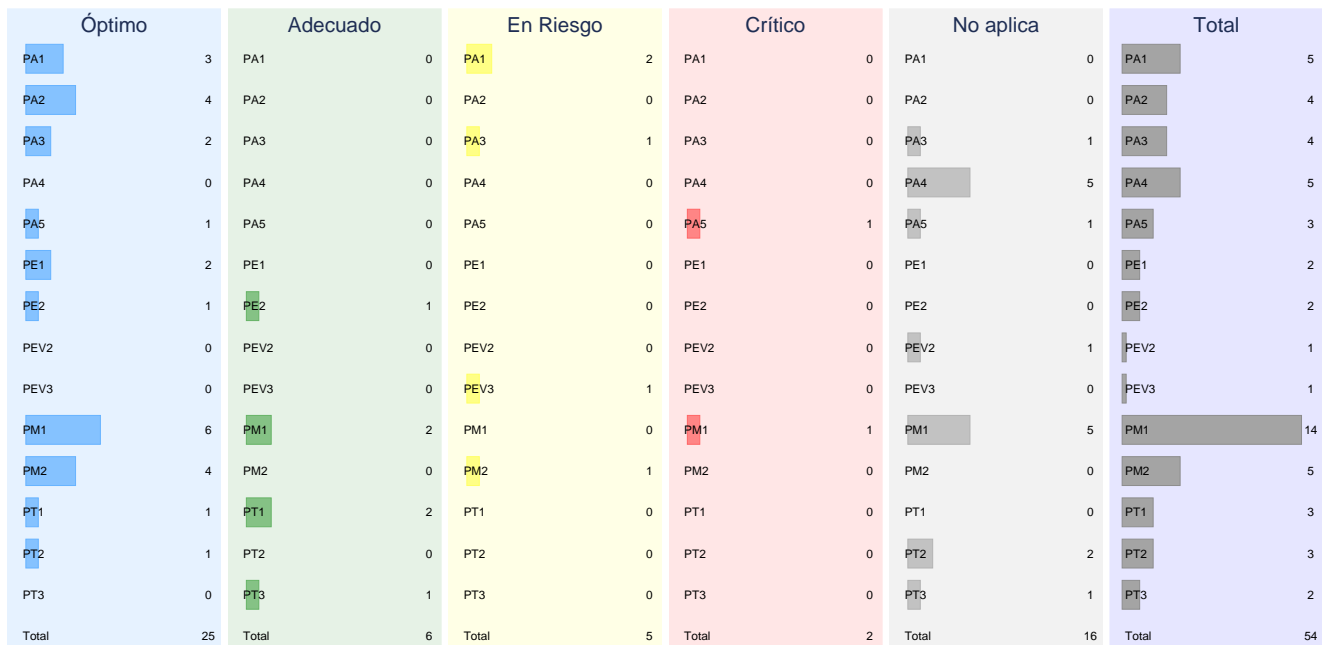 Óptimo Adecuado En Riesgo Crítico No aplica Total
PA1 3 PA1 0 PA1 2 PA1 0 PA1 0 PA1 5
PA2 4 PA2 0 PA2 0 PA2 0 PA2 0 PA2 4
PA3 2 PA3 0 PA3 1 PA3 0 PA3 1 PA3 4
PA4 0 PA4 0 PA4 0 PA4 0 PA4 5 PA4 5
PA5 1 PA5 0 PA5 0 PA5 1 PA5 1 PA5 3
PE1 2 PE1 0 PE1 0 PE1 0 PE1 0 PE1 2
PE2 1 PE2 1 PE2 0 PE2 0 PE2 0 PE2 2
PEV2 0 PEV2 0 PEV2 0 PEV2 0 PEV2 1 PEV2 1
PEV3 0 PEV3 0 PEV3 1 PEV3 0 PEV3 0 PEV3 1
PM1 6 PM1 2 PM1 0 PM1 1 PM1 5 PM1 14
PM2 4 PM2 0 PM2 1 PM2 0 PM2 0 PM2 5
PT1 1 PT1 2 PT1 0 PT1 0 PT1 0 PT1 3
PT2 1 PT2 0 PT2 0 PT2 0 PT2 2 PT2 3
PT3 0 PT3 1 PT3 0 PT3 0 PT3 1 PT3 2
Total 25 Total 6 Total 5 Total 2 Total 16 Total 54